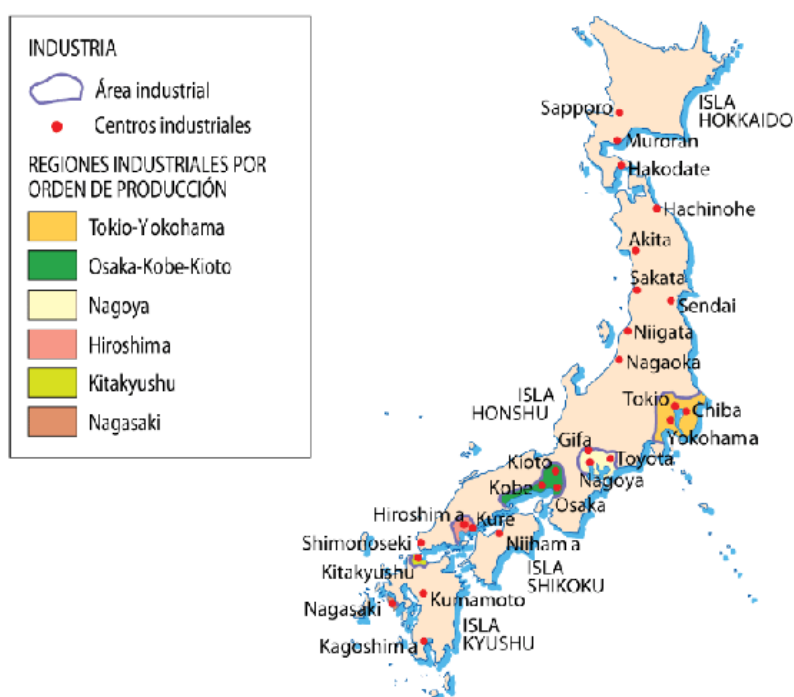 INDUSTRIA
Área industrial
Centros industriales
REGIONES INDUSTRIALES POR
ORDEN DE PRODUCCIÓN
Tokio-Yokohama
Osaka-Kobe-Kioto
Nagoya
Hiroshima
Kitakyushu
Nagasaki
Sapporo
ISLA
HOKKAIDO
Muroran
Hakodate
Hachinohe
Akita
Sakata
Sendai
Niigata
Nagaoka
ISLA
HONSHU
Tokio
Chiba
Yokohama
Gifa
Kioto
Toyota
Nagoya
Kobe
Osaka
Hiroshima
Kure
Shimonoseki
Niihama
Kitakyushu
ISLA
SHIKOKU
Nagasaki
Kumamoto
Kagoshima
ISLA
KYUSHU